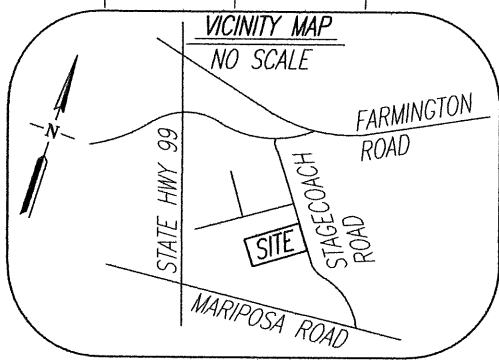 VICINITY MAP
NO SCALE
FARMINGTON
ROAD
N
STATE HWY 99
STAGECOACH
ROAD
SITE
MARIPOSA ROAD